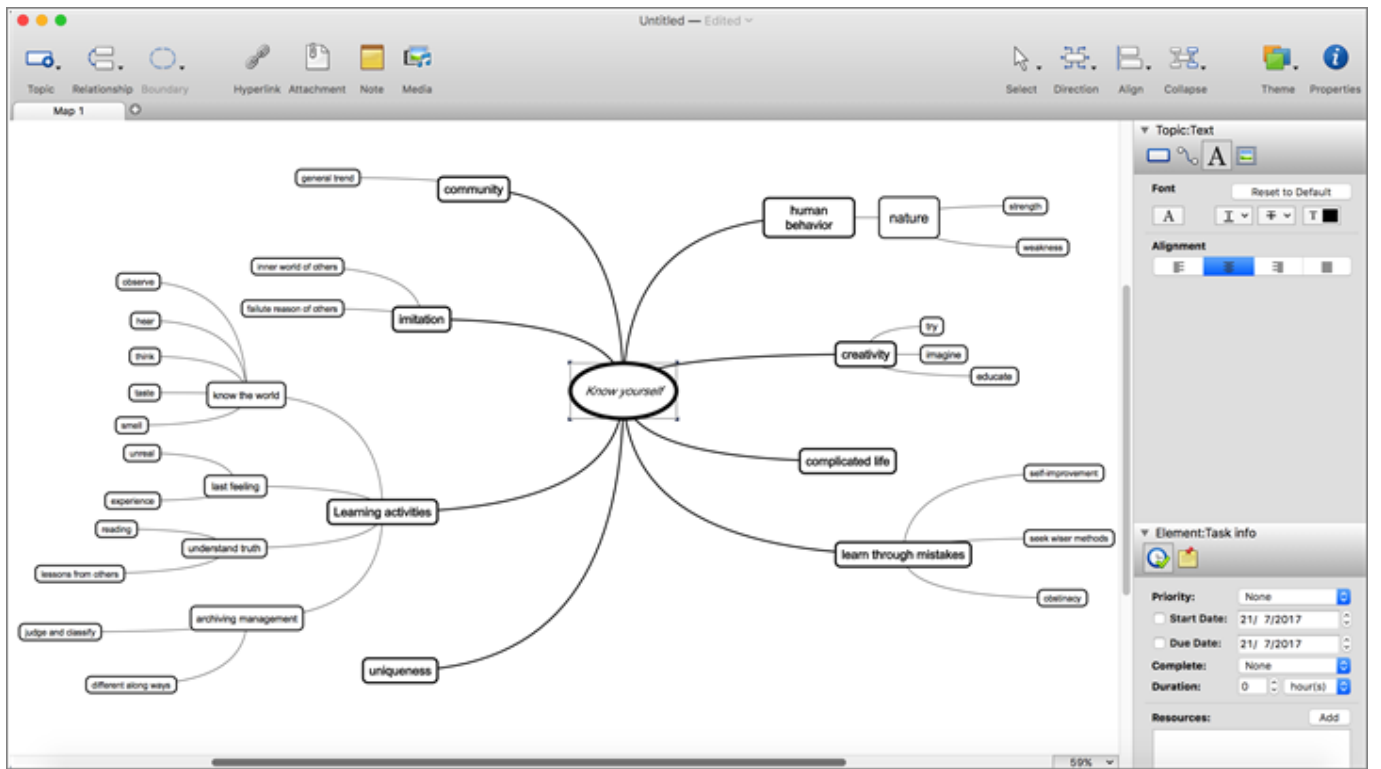 Untitled — Edited
Topic Relationship Boundary Hyperlink Attachment Note Media Select Direction Align Collapse Theme Properties
Map 1
Topic:Text
A
Font
Reset to Default
A T T T
Alignment
general trend
community
human
behavior
nature
strength
weakness
inner world of others
failute reason of others
imitation
observe
hear
think
taste
smell
know the world
try
creativity
imagine
educate
Know yourself
unreal
last feeling
experience
Learning activities
complicated life
self-improvement
reading
understand truth
lessons from others
seek wiser methods
learn through mistakes
obstinacy
archiving management
judge and classify
different along ways
uniqueness
Element:Task info
Priority: None
Start Date: 21/ 7/2017
Due Date: 21/ 7/2017
Complete: None
Duration: 0 hour(s)
Resources: Add
59%